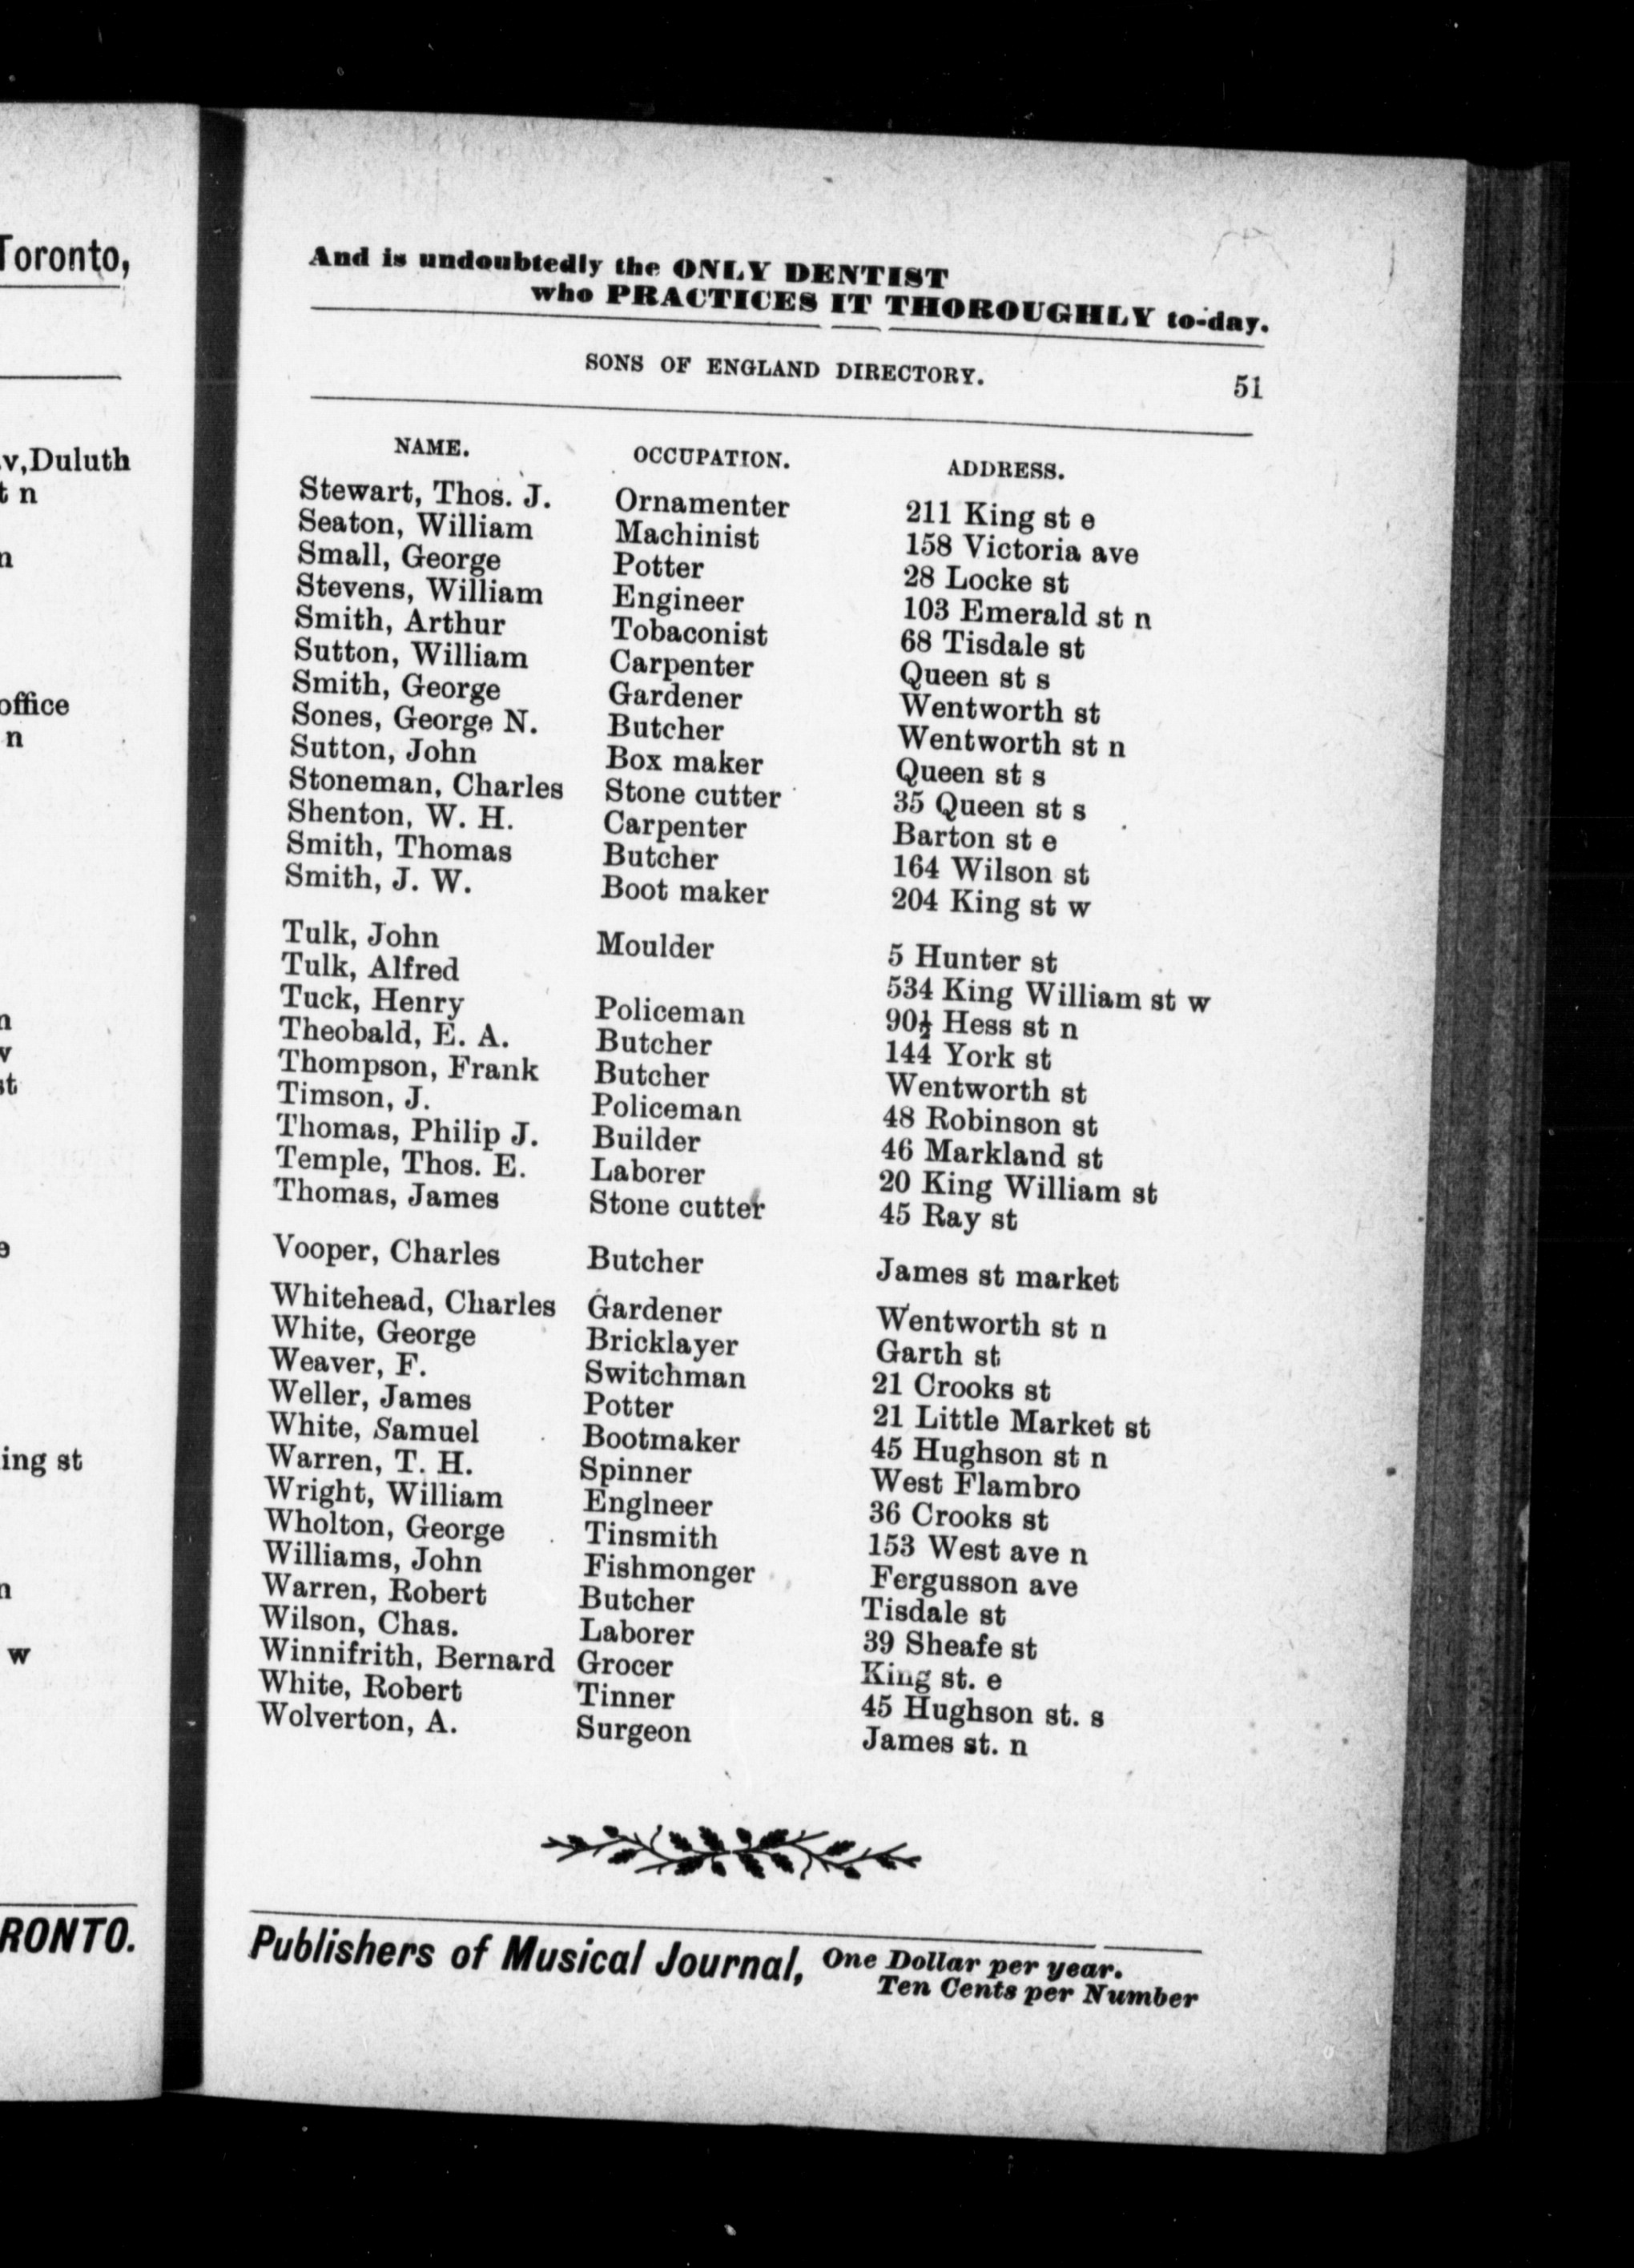 Toronto,
v,Duluth
t n
n
office
n
n
v
st
e
ing st
n
w
RONTO.
And is undoubtedly the ONLY DENTIST
who PRACTICES IT THOROUGHLY to-day.
SONS OF ENGLAND DIRECTORY. 51
NAME. OCCUPATION. ADDRESS.
Stewart, Thos. J. Ornamenter 211 King st e
Seaton, William Machinist 158 Victoria ave
Small, George Potter 28 Locke st
Stevens, William Engineer 103 Emerald st n
Smith, Arthur Tobaconist 68 Tisdale st
Sutton, William Carpenter Queen st s
Smith, George Gardener Wentworth st
Sones, George N. Butcher Wentworth st n
Sutton, John Box maker Queen st s
Stoneman, Charles Stone cutter 35 Queen st s
Shenton, W. H. Carpenter Barton st e
Smith, Thomas Butcher 164 Wilson st
Smith, J. W. Boot maker 204 King st w
Tulk, John Moulder 5 Hunter st
Tulk, Alfred 534 King William st w
Tuck, Henry Policeman 90½ Hess st n
Theobald, E. A. Butcher 144 York st
Thompson, Frank Butcher Wentworth st
Timson, J. Policeman 48 Robinson st
Thomas, Philip J. Builder 46 Markland st
Temple, Thos. E. Laborer 20 King William st
Thomas, James Stone cutter 45 Ray st
Vooper, Charles Butcher James st market
Whitehead, Charles Gardener Wentworth st n
White, George Bricklayer Garth st
Weaver, F. Switchman 21 Crooks st
Weller, James Potter 21 Little Market st
White, Samuel Bootmaker 45 Hughson st n
Warren, T. H. Spinner West Flambro
Wright, William Englneer 36 Crooks st
Wholton, George Tinsmith 153 West ave n
Williams, John Fishmonger Fergusson ave
Warren, Robert Butcher Tisdale st
Wilson, Chas. Laborer 39 Sheafe st
Winnifrith, Bernard Grocer King st. e
White, Robert Tinner 45 Hughson st. s
Wolverton, A. Surgeon James st. n
Publishers of Musical Journal, One Dollar per year.
Ten Cents per Number